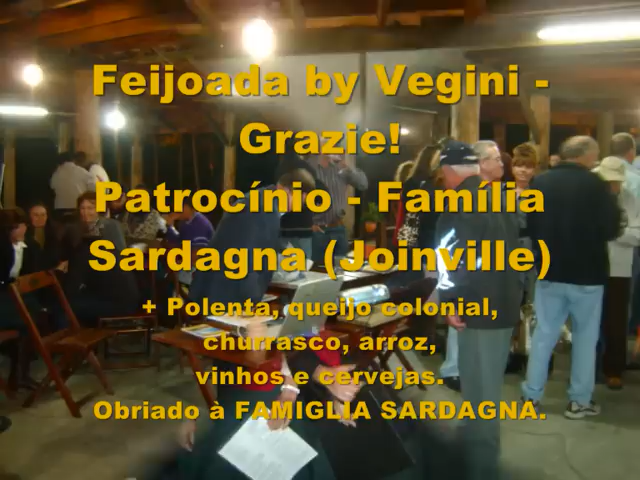 Feijoada by Vegini -
Grazie!
Patrocínio - Família
Sardagna (Joinville)
+ Polenta, queijo colonial,
churrasco, arroz,
vinhos e cervejas.
Obriado à FAMIGLIA SARDAGNA.